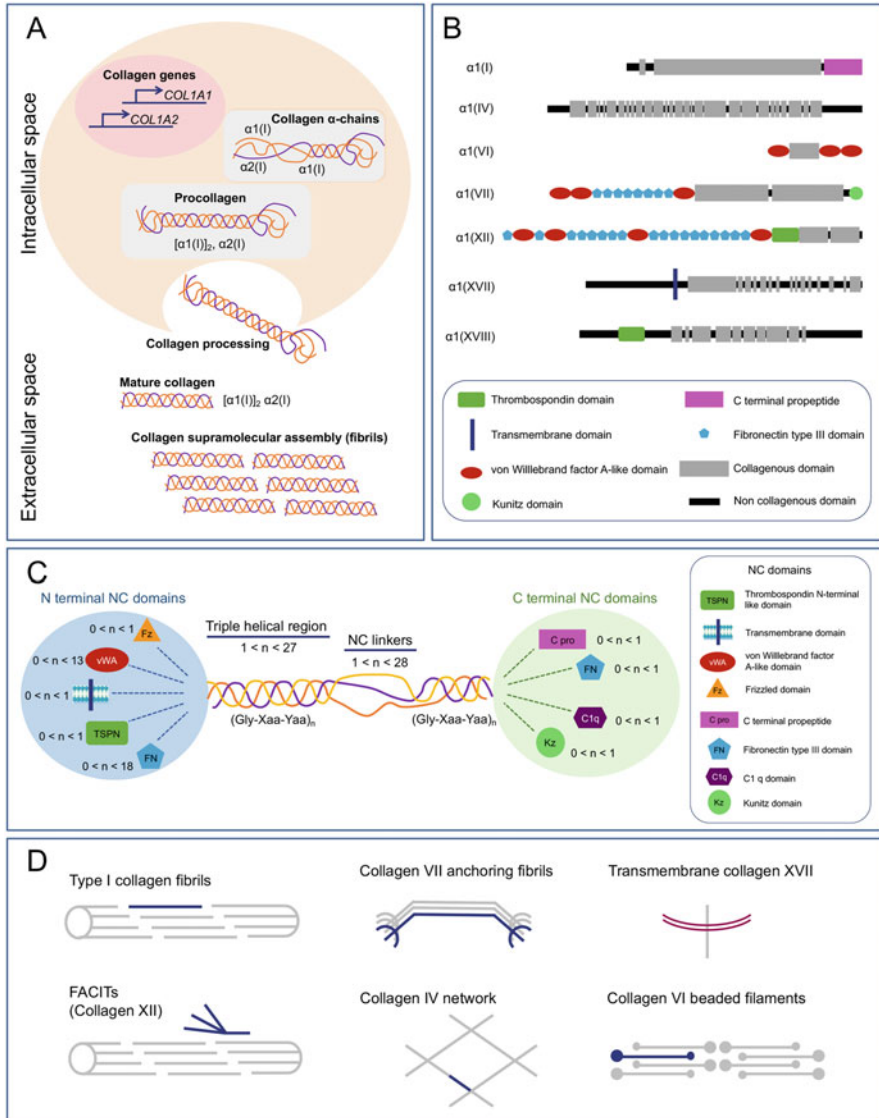 A
Intracellular space
Extracellular space
Collagen genes
COL1A1
COL1A2
Collagen α-chains
α1(I)
α2(I)
α1(I)
Procollagen
[α1(I)]₂, α2(I)
Collagen processing
Mature collagen
[α1(I)]₂ α2(I)
Collagen supramolecular assembly (fibrils)
B
α1(I)
α1(IV)
α1(VI)
α1(VII)
α1(XII)
α1(XVII)
α1(XVIII)
Thrombospondin domain
Transmembrane domain
von Willlebrand factor A-like domain
Kunitz domain
C terminal propeptide
Fibronectin type III domain
Collagenous domain
Non collagenous domain
C
N terminal NC domains
0 < n < 1
Fz
0 < n < 13
vWA
0 < n < 1
0 < n < 1
TSPN
0 < n < 18
FN
Triple helical region
1 < n < 27
NC linkers
1 < n < 28
(Gly-Xaa-Yaa)n
(Gly-Xaa-Yaa)n
C terminal NC domains
C pro
0 < n < 1
FN
0 < n < 1
C1q
0 < n < 1
Kz
0 < n < 1
NC domains
TSPN
Thrombospondin N-terminal
like domain
Transmembrane domain
vWA
von Willebrand factor
A-like domain
Fz
Frizzled domain
C pro
C terminal propeptide
FN
Fibronectin type III domain
C1q
C1 q domain
Kz
Kunitz domain
D
Type I collagen fibrils
Collagen VII anchoring fibrils
Transmembrane collagen XVII
FACITs
(Collagen XII)
Collagen IV network
Collagen VI beaded filaments